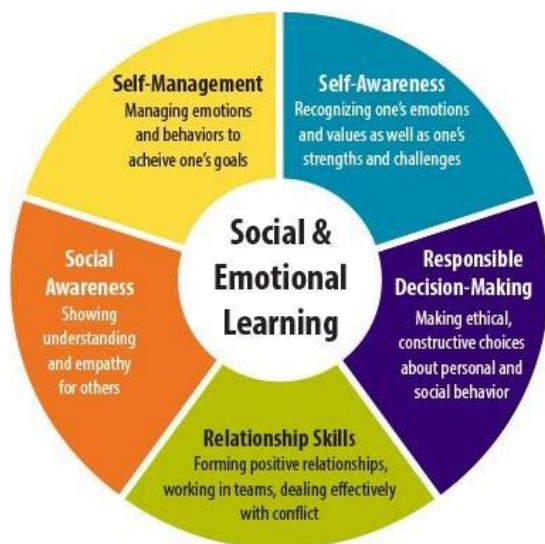 Self-Management
Managing emotions
and behaviors to
acheive one's goals
Self-Awareness
Recognizing one's emotions
and values as well as one's
strengths and challenges
Social &
Emotional
Learning
Social
Awareness
Showing
understanding
and empathy
for others
Responsible
Decision-Making
Making ethical,
constructive choices
about personal and
social behavior
Relationship Skills
Forming positive relationships,
working in teams, dealing effectively
with conflict